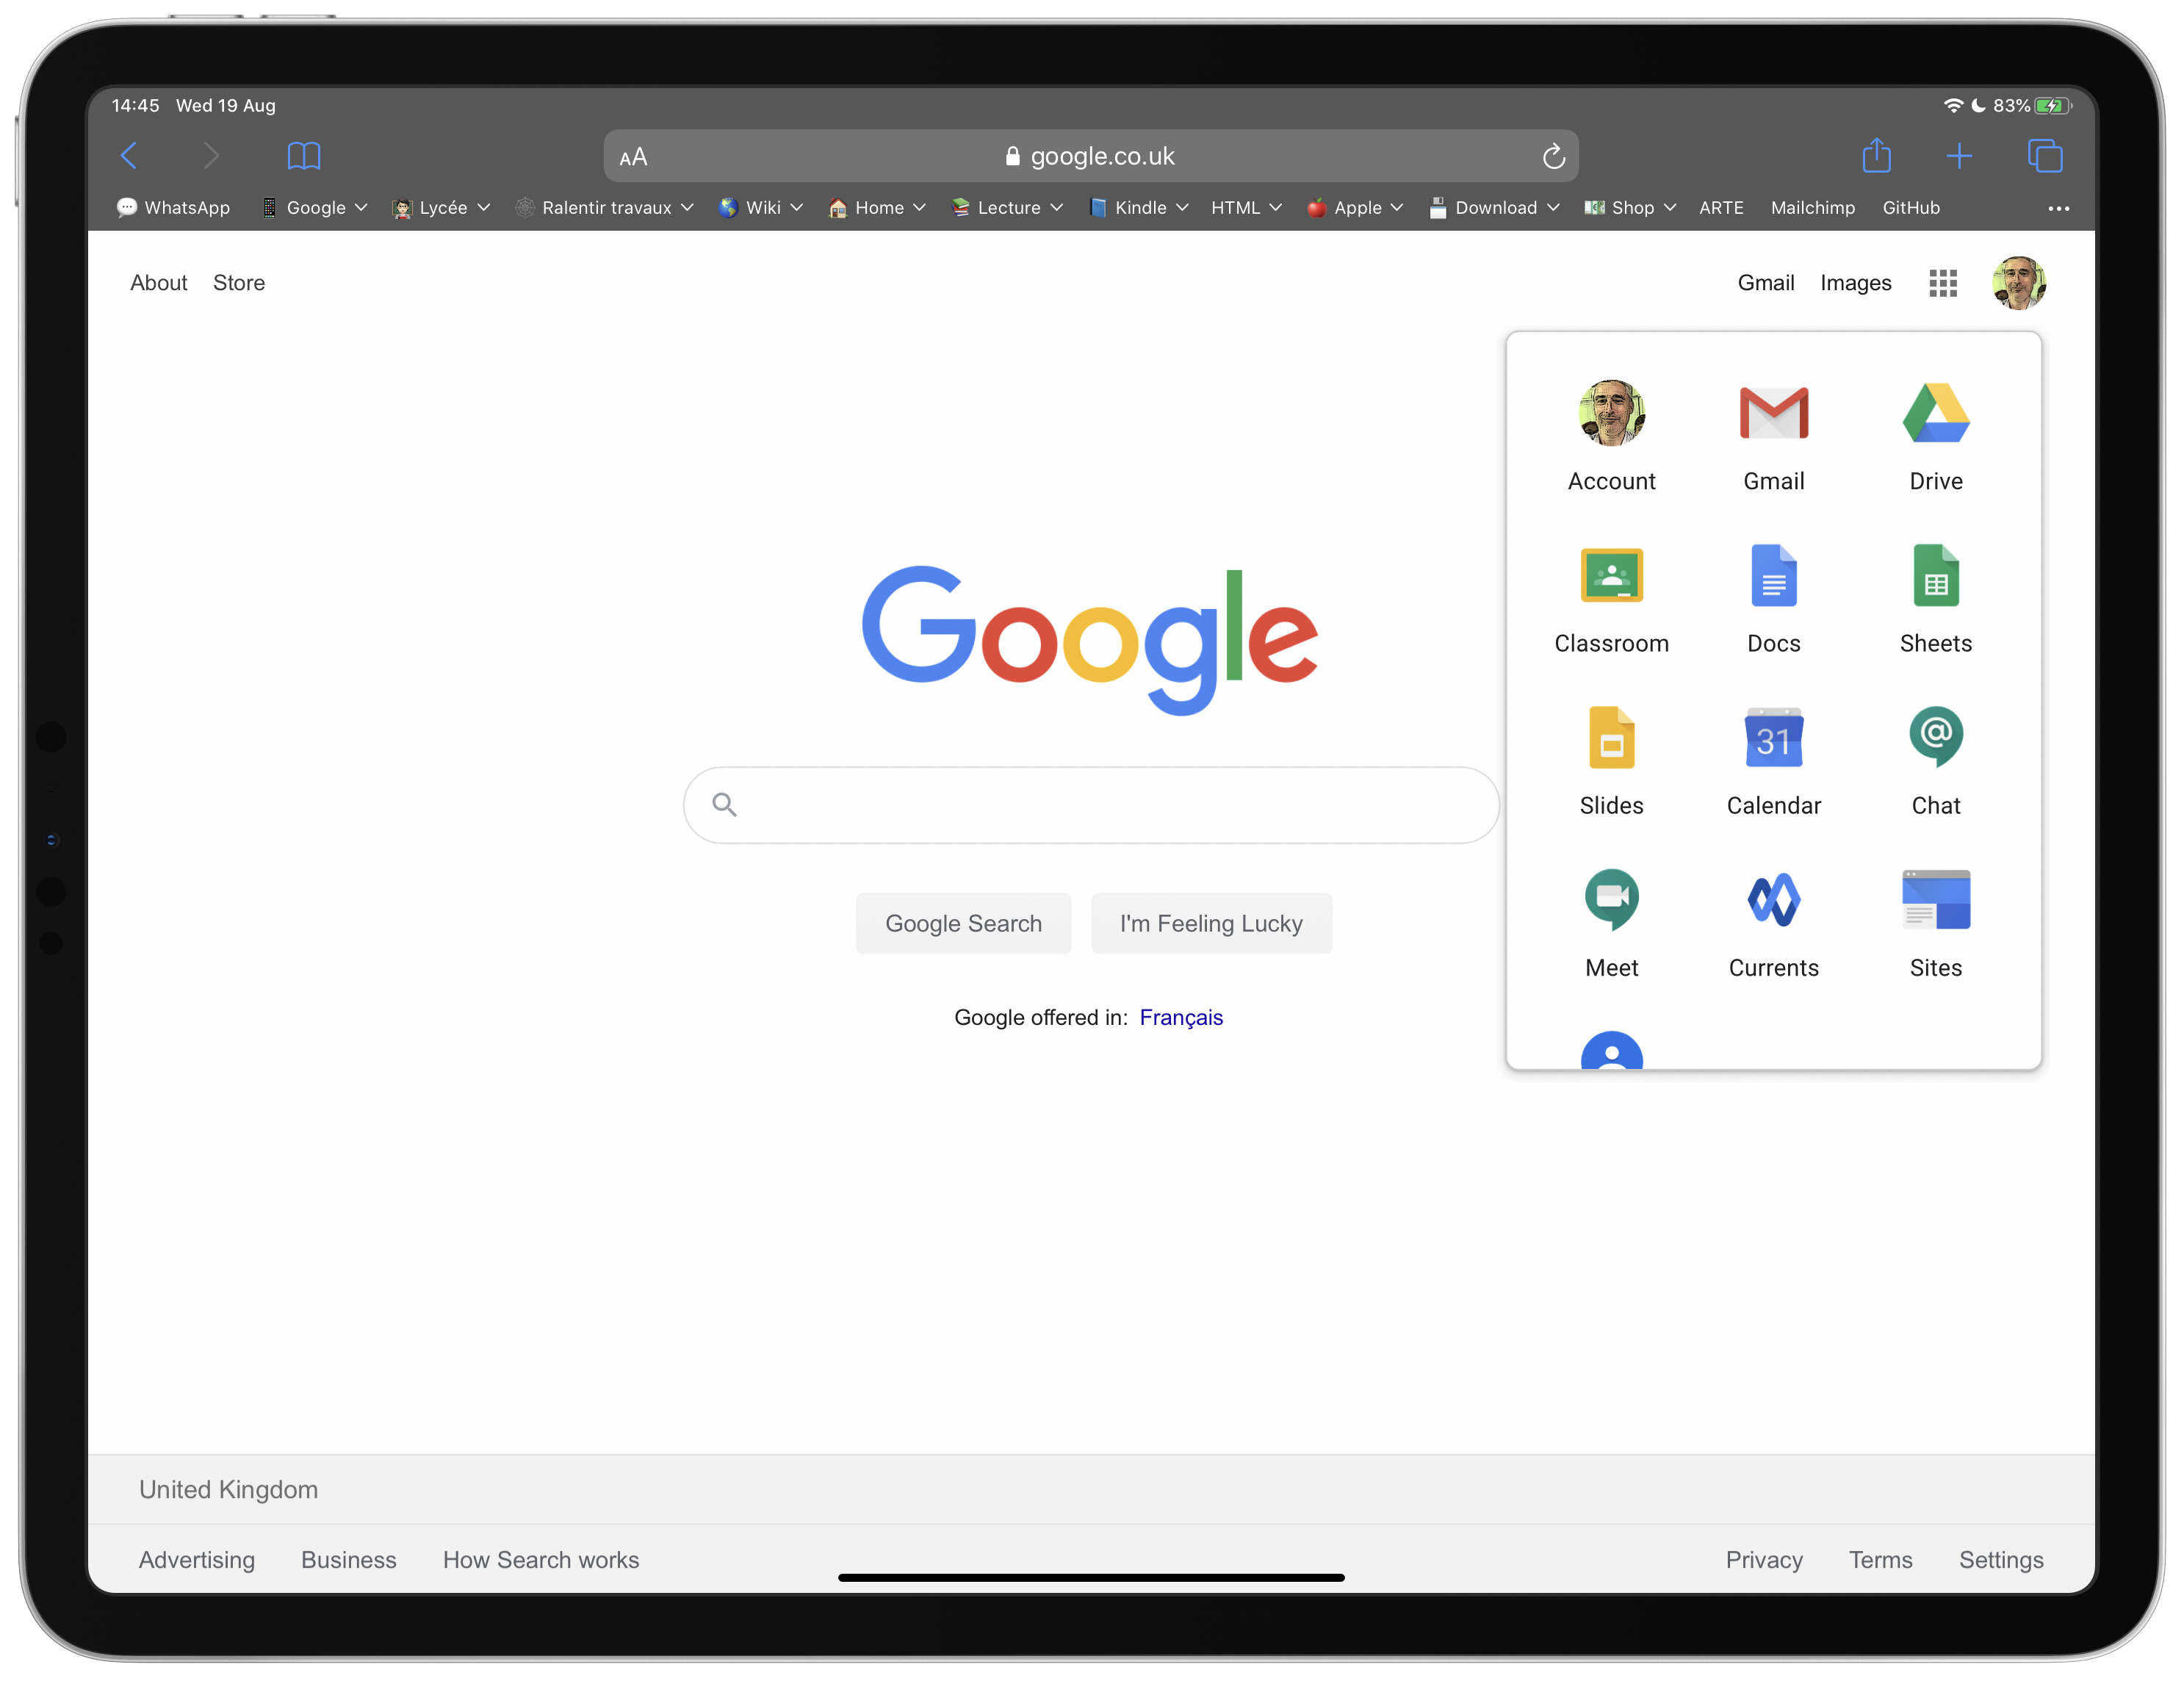 14:45 Wed 19 Aug 83%
AA google.co.uk
WhatsApp Google Lycée Ralentir travaux Wiki Home Lecture Kindle HTML Apple Download Shop ARTE Mailchimp GitHub
About Store Gmail Images
Account Gmail Drive
Classroom Docs Sheets
Google
31 @
Slides Calendar Chat
Google Search I'm Feeling Lucky
Meet Currents Sites
Google offered in: Français
United Kingdom
Advertising Business How Search works Privacy Terms Settings